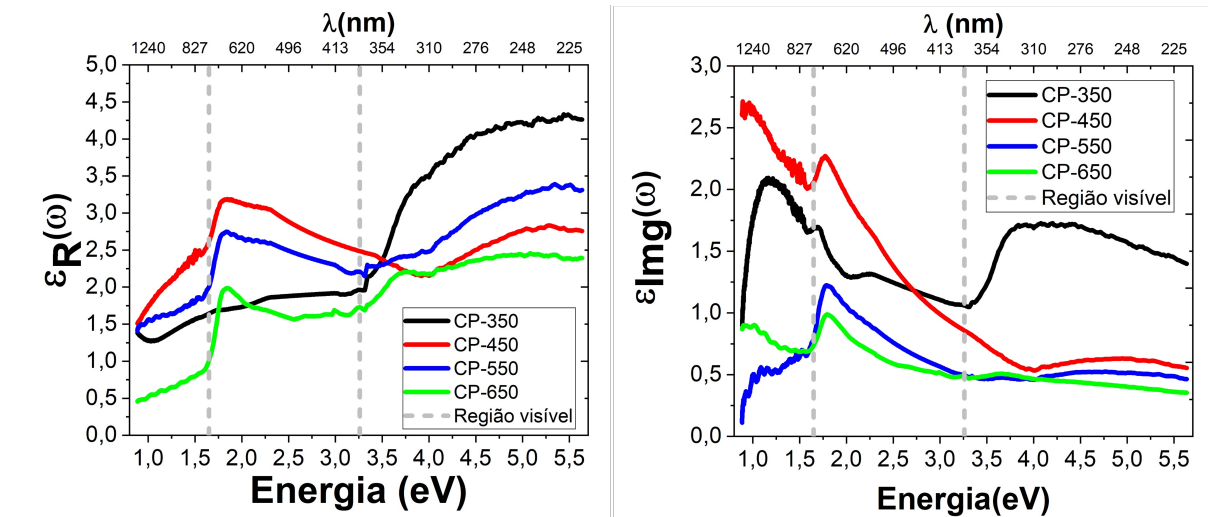 λ(nm)
1240 827 620 496 413 354 310 276 248 225
5,0
4,5
4,0
3,5
3,0
2,5
2,0
1,5
1,0
0,5
0,0
εR(ω)
CP-350
CP-450
CP-550
CP-650
Região visível
1,0 1,5 2,0 2,5 3,0 3,5 4,0 4,5 5,0 5,5
Energia (eV)
λ (nm)
1240 827 620 496 413 354 310 276 248 225
3,0
2,5
2,0
1,5
1,0
0,5
0,0
εImg(ω)
CP-350
CP-450
CP-550
CP-650
Região visível
1,0 1,5 2,0 2,5 3,0 3,5 4,0 4,5 5,0 5,5
Energia(eV)